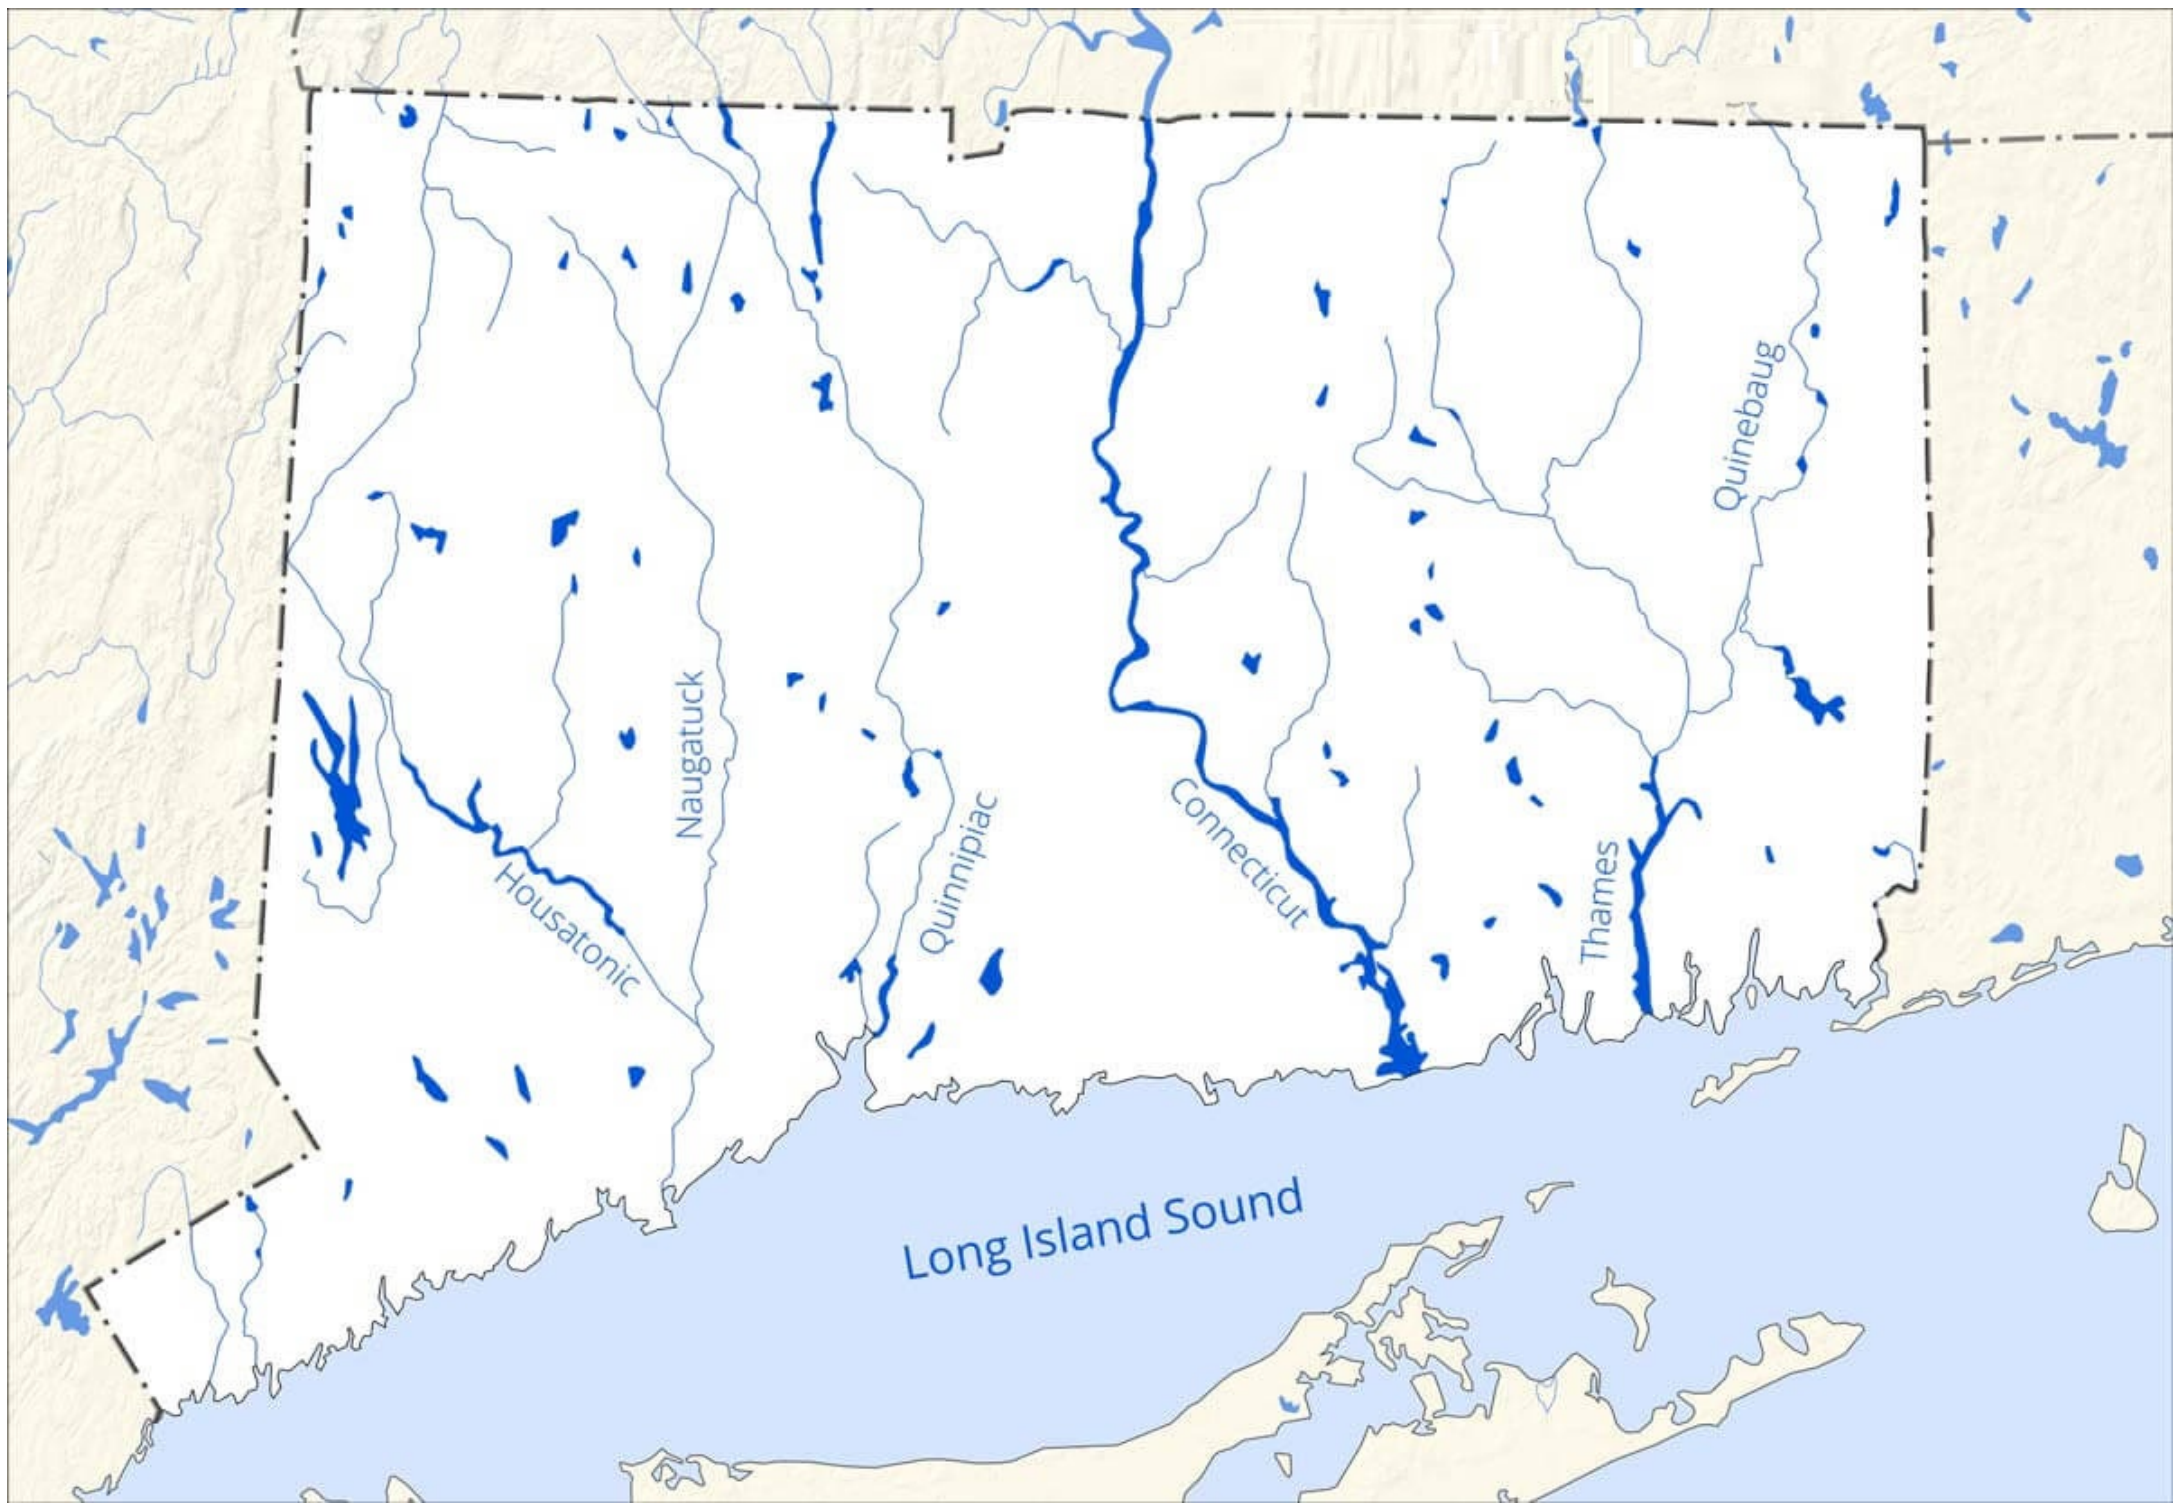 Quinebaug
Naugatuck
Housatonic
Quinnipiac
Connecticut
Thames
Long Island Sound